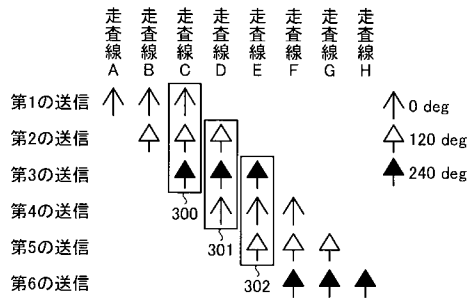 走査線A 走査線B 走査線C 走査線D 走査線E 走査線F 走査線G 走査線H
第1の送信
0 deg
第2の送信
120 deg
第3の送信
240 deg
300
第4の送信
301
第5の送信
302
第6の送信